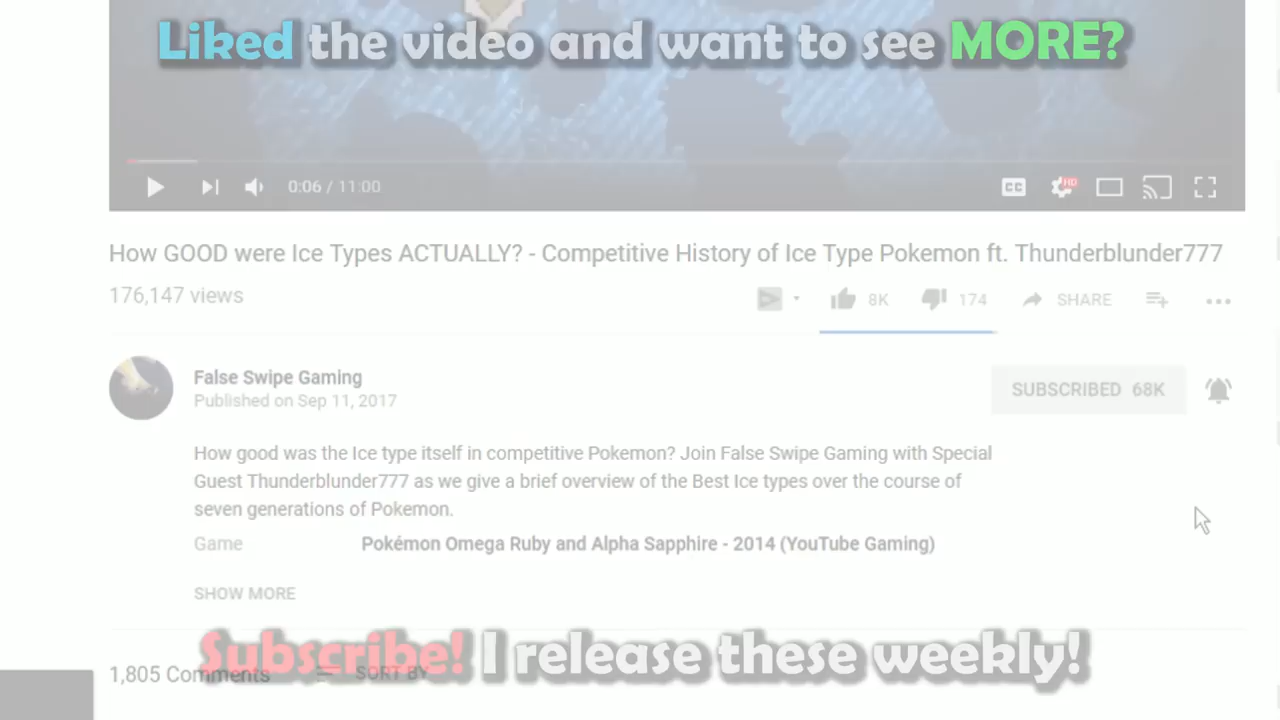 Liked the video and want to see MORE?
0:06 / 11:00
CC
HD
How GOOD were Ice Types ACTUALLY? - Competitive History of Ice Type Pokemon ft. Thunderblunder777
176,147 views
8K
174
SHARE
False Swipe Gaming
Published on Sep 11, 2017
SUBSCRIBED 68K
How good was the Ice type itself in competitive Pokemon? Join False Swipe Gaming with Special
Guest Thunderblunder777 as we give a brief overview of the Best Ice types over the course of
seven generations of Pokemon.
Game
Pokémon Omega Ruby and Alpha Sapphire - 2014 (YouTube Gaming)
SHOW MORE
Subscribe! I release these weekly!
1,805 Comments
SORT BY